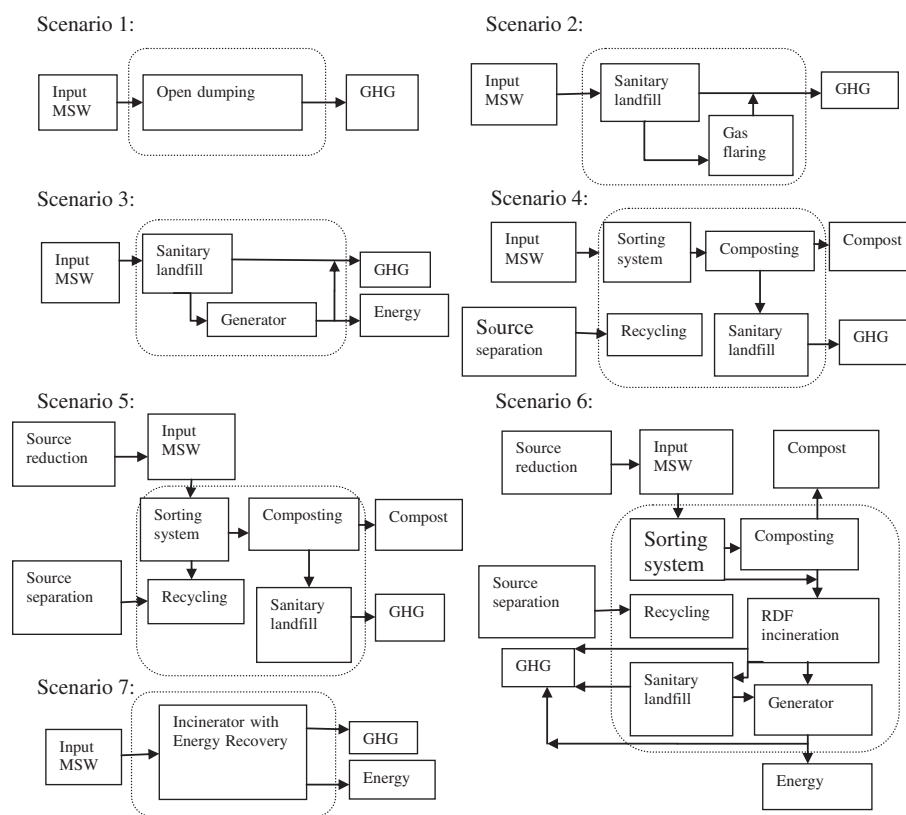 Scenario 1:
Input
MSW
Open dumping
GHG
Scenario 2:
Input
MSW
Sanitary
landfill
Gas
flaring
GHG
Scenario 3:
Input
MSW
Sanitary
landfill
Generator
GHG
Energy
Scenario 4:
Input
MSW
Sorting
system
Composting
Compost
Source
separation
Recycling
Sanitary
landfill
GHG
Scenario 5:
Source
reduction
Input
MSW
Sorting
system
Composting
Compost
Source
separation
Recycling
Sanitary
landfill
GHG
Scenario 6:
Source
reduction
Input
MSW
Compost
Sorting
system
Composting
Source
separation
Recycling
RDF
incineration
GHG
Sanitary
landfill
Generator
Energy
Scenario 7:
Input
MSW
Incinerator with
Energy Recovery
GHG
Energy